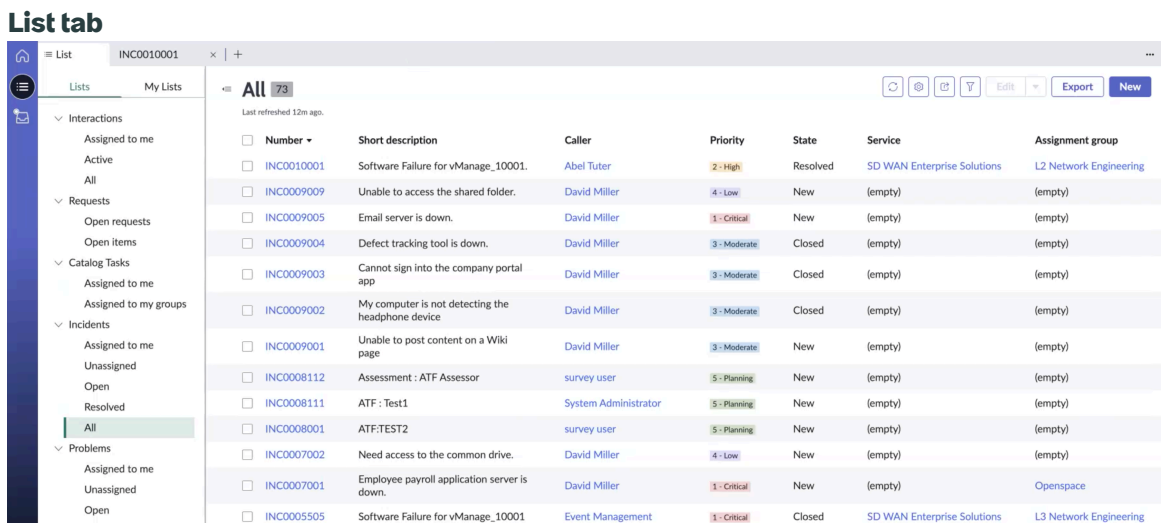 List tab
List
INC0010001
Lists
My Lists
Interactions
Assigned to me
Active
All
Requests
Open requests
Open items
Catalog Tasks
Assigned to me
Assigned to my groups
Incidents
Assigned to me
Unassigned
Open
Resolved
All
Problems
Assigned to me
Unassigned
Open
All 73
Last refreshed 12m ago.
Edit
Export
New
Number Short description Caller Priority State Service Assignment group
INC0010001 Software Failure for vManage_10001. Abel Tuter 2 - High Resolved SD WAN Enterprise Solutions L2 Network Engineering
INC0009009 Unable to access the shared folder. David Miller 4 - Low New (empty) (empty)
INC0009005 Email server is down. David Miller 1 - Critical New (empty) (empty)
INC0009004 Defect tracking tool is down. David Miller 3 - Moderate Closed (empty) (empty)
INC0009003 Cannot sign into the company portal
app David Miller 3 - Moderate Closed (empty) (empty)
INC0009002 My computer is not detecting the
headphone device David Miller 3 - Moderate Closed (empty) (empty)
INC0009001 Unable to post content on a Wiki
page David Miller 3 - Moderate New (empty) (empty)
INC0008112 Assessment : ATF Assessor survey user 5 - Planning New (empty) (empty)
INC0008111 ATF : Test1 System Administrator 5 - Planning New (empty) (empty)
INC0008001 ATF:TEST2 survey user 5 - Planning New (empty) (empty)
INC0007002 Need access to the common drive. David Miller 4 - Low New (empty) (empty)
INC0007001 Employee payroll application server is
down. David Miller 1 - Critical New (empty) Openspace
INC0005505 Software Failure for vManage_10001 Event Management 1 - Critical Closed SD WAN Enterprise Solutions L3 Network Engineering